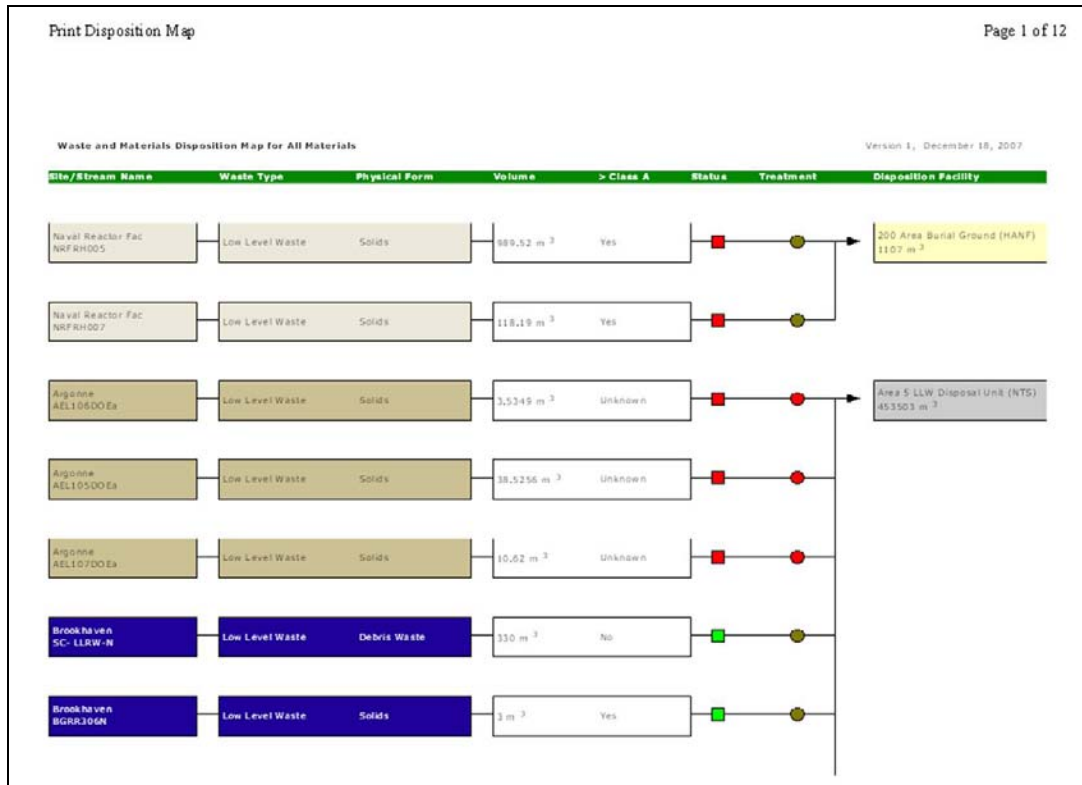 Print Disposition Map
Page 1 of 12
Waste and Materials Disposition Map for All Materials
Version 1, December 18, 2007
Site/Stream Name Waste Type Physical Form Volume > Class A Status Treatment Disposition Facility
Naval Reactor Fac
NRFRH005
Low Level Waste Solids
989.52 m 3 Yes
200 Area Burial Ground (HANF)
1107 m 3
Naval Reactor Fac
NRFRH007
Low Level Waste Solids
118.19 m 3 Yes
Argonne
AEL106DOEa
Low Level Waste Solids
3.5349 m 3 Unknown
Area 5 LLW Disposal Unit (NTS)
453503 m 3
Argonne
AEL105DOEa
Low Level Waste Solids
38.5256 m 3 Unknown
Argonne
AEL107DOEa
Low Level Waste Solids
10.62 m 3 Unknown
Brookhaven
SC- LLRW-N
Low Level Waste Debris Waste
330 m 3 No
Brookhaven
BGRR306N
Low Level Waste Solids
3 m 3 Yes